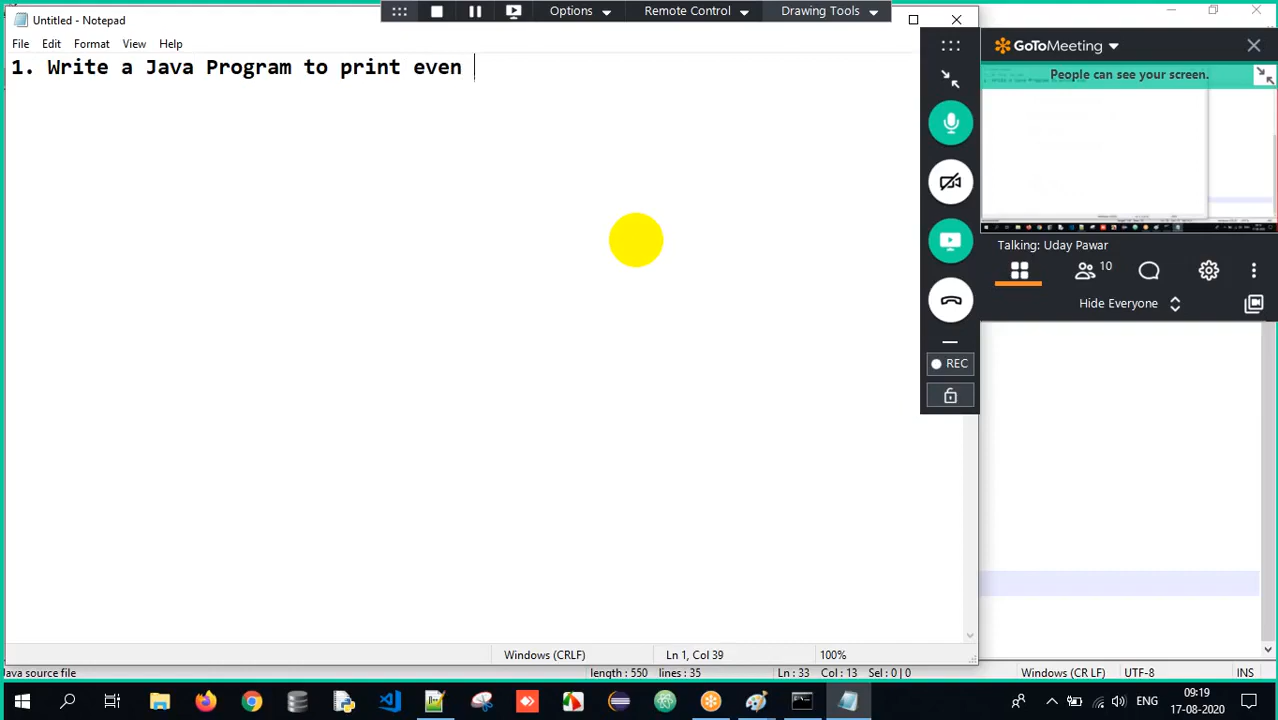 Untitled - Notepad
Options
Remote Control
Drawing Tools
File Edit Format View Help
1. Write a Java Program to print even
GoToMeeting
People can see your screen.
Talking: Uday Pawar
10
Hide Everyone
REC
Windows (CRLF) Ln 1, Col 39 100%
Java source file length : 550 lines : 35 Ln : 33 Col : 13 Sel : 0 | 0 Windows (CR LF) UTF-8 INS
ENG
09:19
17-08-2020